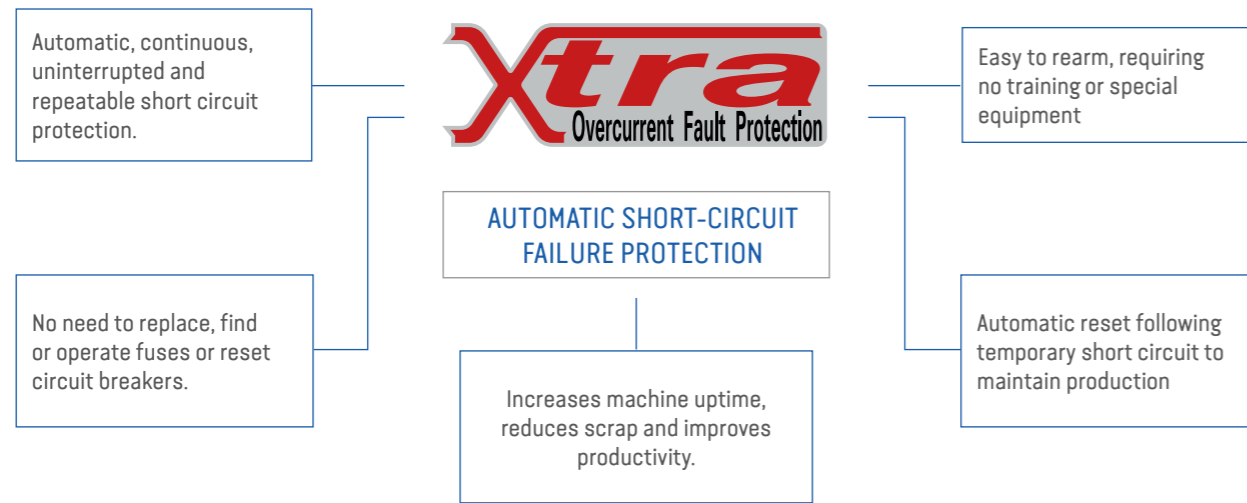 Automatic, continuous,
uninterrupted and
repeatable short circuit
protection.
Xtra
Overcurrent Fault Protection
Easy to rearm, requiring
no training or special
equipment
AUTOMATIC SHORT-CIRCUIT
FAILURE PROTECTION
No need to replace, find
or operate fuses or reset
circuit breakers.
Increases machine uptime,
reduces scrap and improves
productivity.
Automatic reset following
temporary short circuit to
maintain production